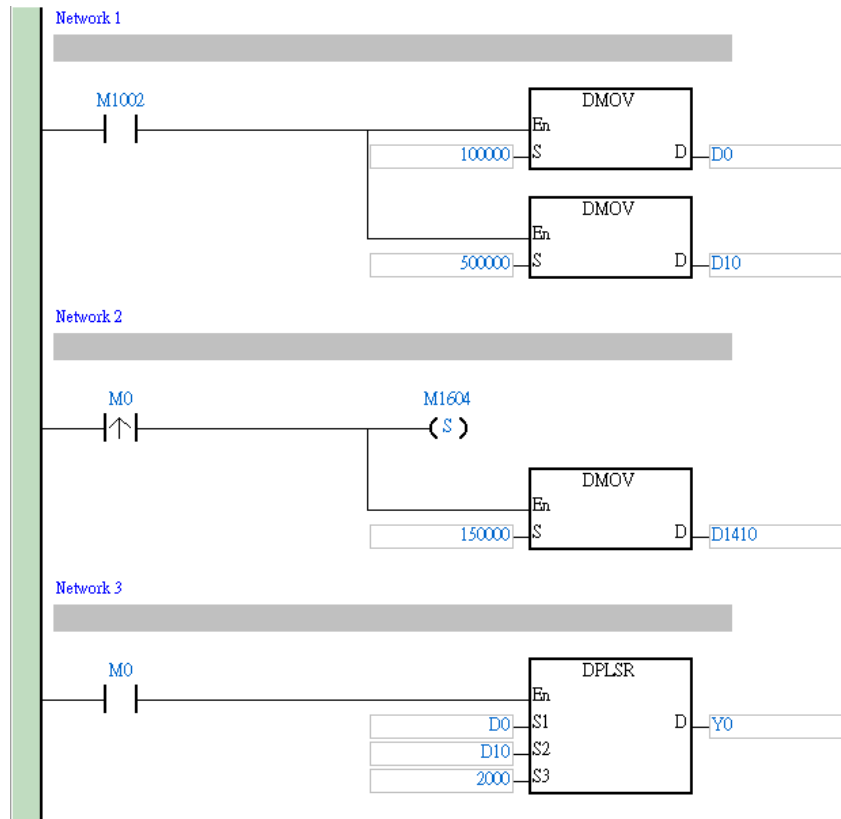 Network 1
M1002
DMOV
En
100000 S D D0
DMOV
En
500000 S D D10
Network 2
M0 M1604
S
DMOV
En
150000 S D D1410
Network 3
M0 DPLSR
En
D0 S1 D Y0
D10 S2
2000 S3